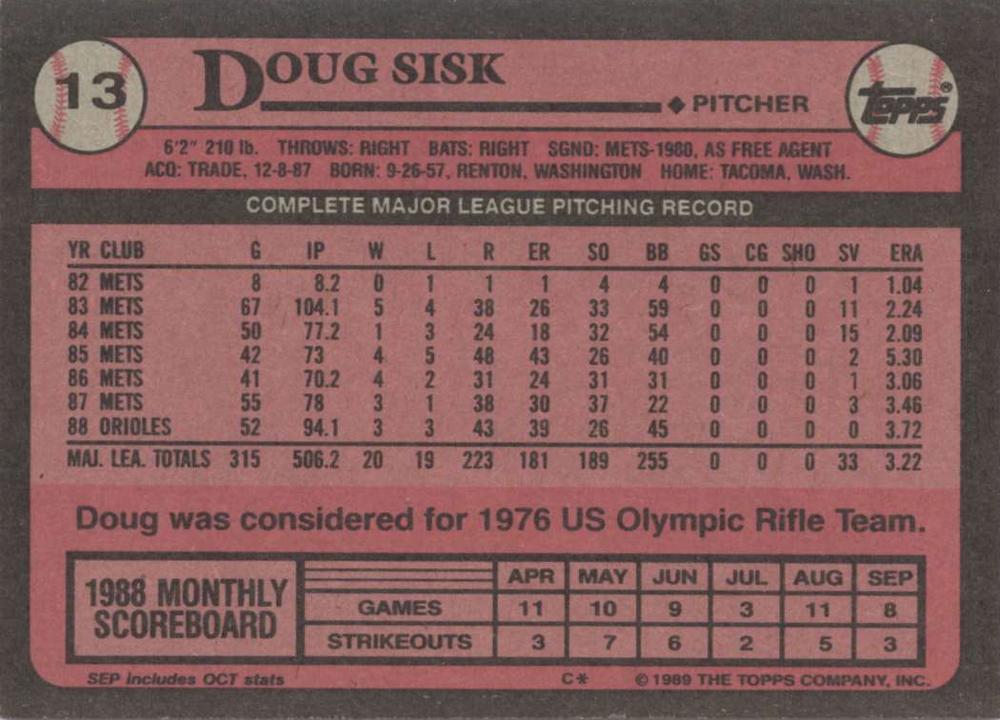 13
DOUG SISK
◆ PITCHER
TOPPS®
6'2" 210 lb. THROWS: RIGHT BATS: RIGHT SGND: METS-1980, AS FREE AGENT
ACQ: TRADE, 12-8-87 BORN: 9-26-57, RENTON, WASHINGTON HOME: TACOMA, WASH.
COMPLETE MAJOR LEAGUE PITCHING RECORD
YR CLUB G IP W L R ER SO BB GS CG SHO SV ERA
82 METS 8 8.2 0 1 1 1 4 4 0 0 0 1 1.04
83 METS 67 104.1 5 4 38 26 33 59 0 0 0 11 2.24
84 METS 50 77.2 1 3 24 18 32 54 0 0 0 15 2.09
85 METS 42 73 4 5 48 43 26 40 0 0 0 2 5.30
86 METS 41 70.2 4 2 31 24 31 31 0 0 0 1 3.06
87 METS 55 78 3 1 38 30 37 22 0 0 0 3 3.46
88 ORIOLES 52 94.1 3 3 43 39 26 45 0 0 0 0 3.72
MAJ. LEA. TOTALS 315 506.2 20 19 223 181 189 255 0 0 0 33 3.22
Doug was considered for 1976 US Olympic Rifle Team.
1988 MONTHLY
SCOREBOARD
APR MAY JUN JUL AUG SEP
GAMES 11 10 9 3 11 8
STRIKEOUTS 3 7 6 2 5 3
SEP includes OCT stats C* © 1989 THE TOPPS COMPANY, INC.